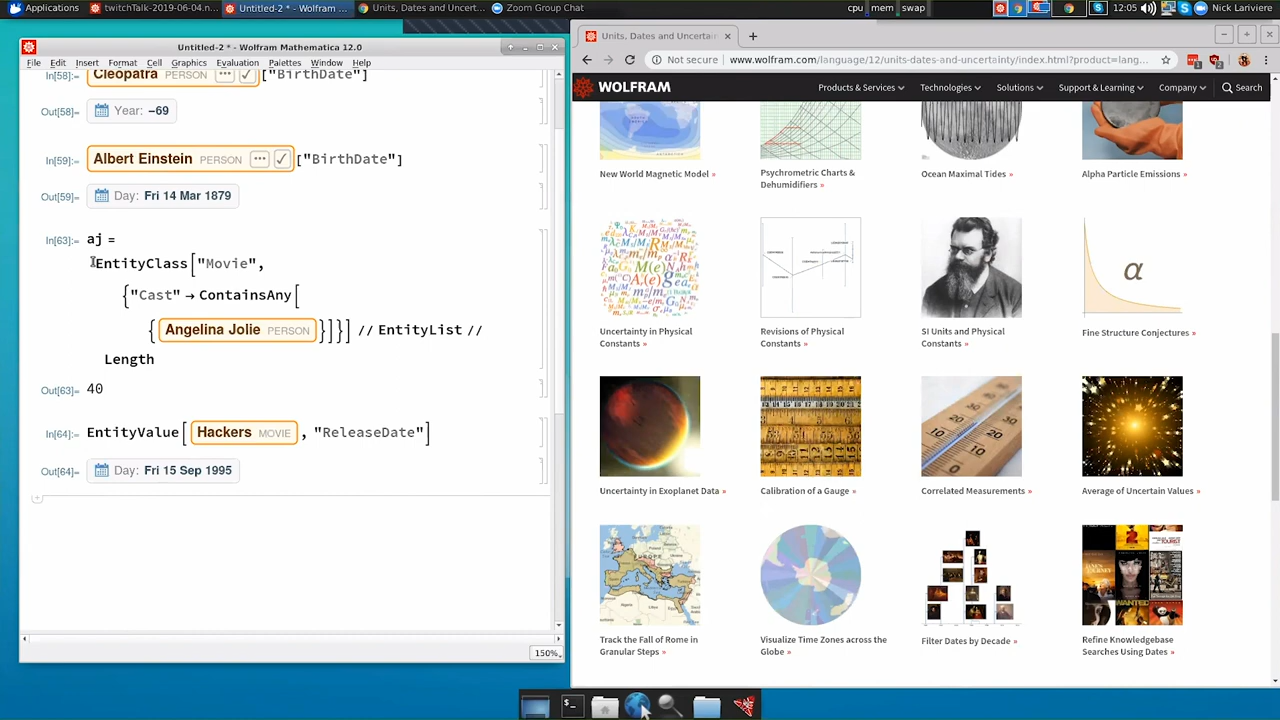 Applications
twitchTalk-2019-06-04.n...
Untitled-2 * - Wolfram ...
Units, Dates and Uncert...
Zoom Group Chat
cpu mem swap
12:05
Nick Lariviere
Untitled-2 * - Wolfram Mathematica 12.0
File Edit Insert Format Cell Graphics Evaluation Palettes Window Help
In[58]:= Cleopatra PERSON ["BirthDate"]
Out[58]= Year: −69
In[59]:= Albert Einstein PERSON ["BirthDate"]
Out[59]= Day: Fri 14 Mar 1879
In[63]:= aj =
EntityClass["Movie",
{"Cast" → ContainsAny[
{Angelina Jolie PERSON}]}] // EntityList //
Length
Out[63]= 40
In[64]:= EntityValue[Hackers MOVIE, "ReleaseDate"]
Out[64]= Day: Fri 15 Sep 1995
150%
Units, Dates and Uncertain
Not secure www.wolfram.com/language/12/units-dates-and-uncertainty/index.html?product=lang...
WOLFRAM Products & Services Technologies Solutions Support & Learning Company Search
New World Magnetic Model »
Psychrometric Charts &
Dehumidifiers »
Ocean Maximal Tides »
Alpha Particle Emissions »
α
Uncertainty in Physical
Constants »
Revisions of Physical
Constants »
SI Units and Physical
Constants »
Fine Structure Conjectures »
Uncertainty in Exoplanet Data »
Calibration of a Gauge »
Correlated Measurements »
Average of Uncertain Values »
EUROPE
WANTED
Track the Fall of Rome in
Granular Steps »
Visualize Time Zones across the
Globe »
Filter Dates by Decade »
Refine Knowledgebase
Searches Using Dates »